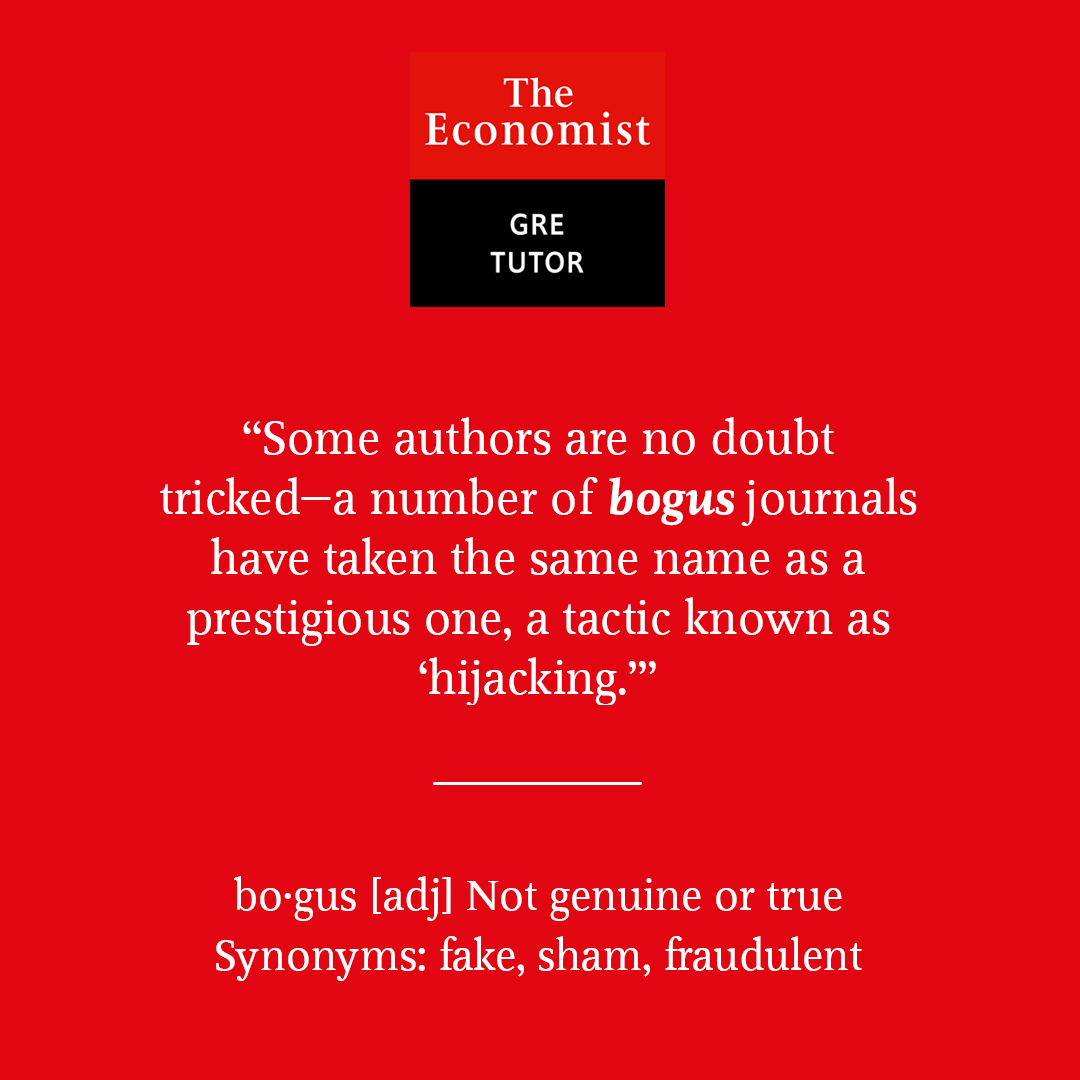 The
Economist
GRE
TUTOR
“Some authors are no doubt
tricked—a number of bogus journals
have taken the same name as a
prestigious one, a tactic known as
‘hijacking.’”
bo·gus [adj] Not genuine or true
Synonyms: fake, sham, fraudulent